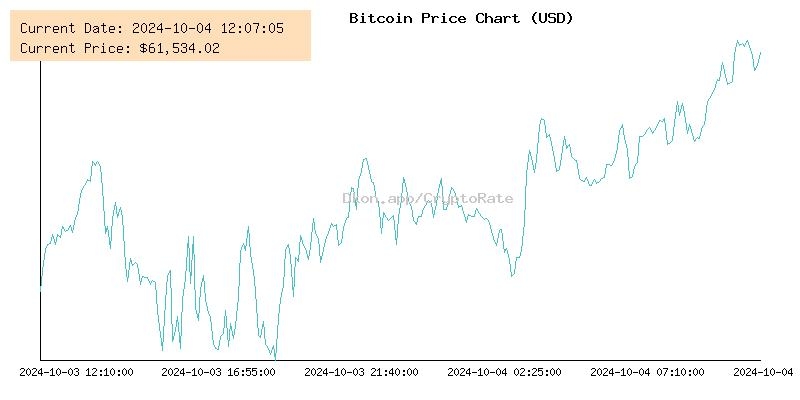 Bitcoin Price Chart (USD)
Current Date: 2024-10-04 12:07:05
Current Price: $61,534.02
Dkon.app/CryptoRate
2024-10-03 12:10:00 2024-10-03 16:55:00 2024-10-03 21:40:00 2024-10-04 02:25:00 2024-10-04 07:10:00 2024-10-04